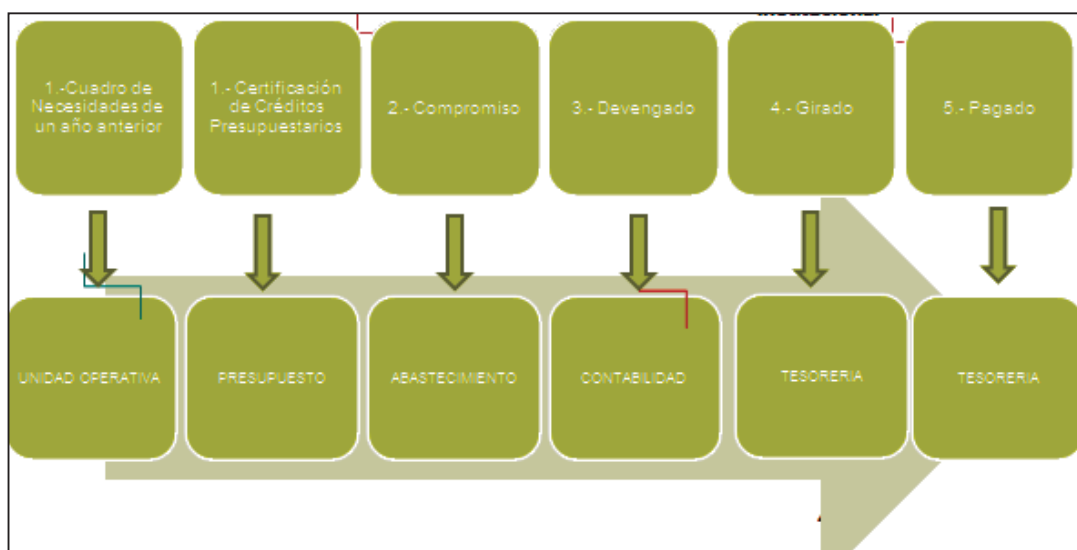 1.-Cuadro de
Necesidades de
un año anterior
1.- Certificación
de Créditos
Presupuestarios
2.- Compromiso
3.- Devengado
4.- Girado
5.- Pagado
UNIDAD OPERATIVA
PRESUPUESTO
ABASTECIMIENTO
CONTABILIDAD
TESORERIA
TESORERIA